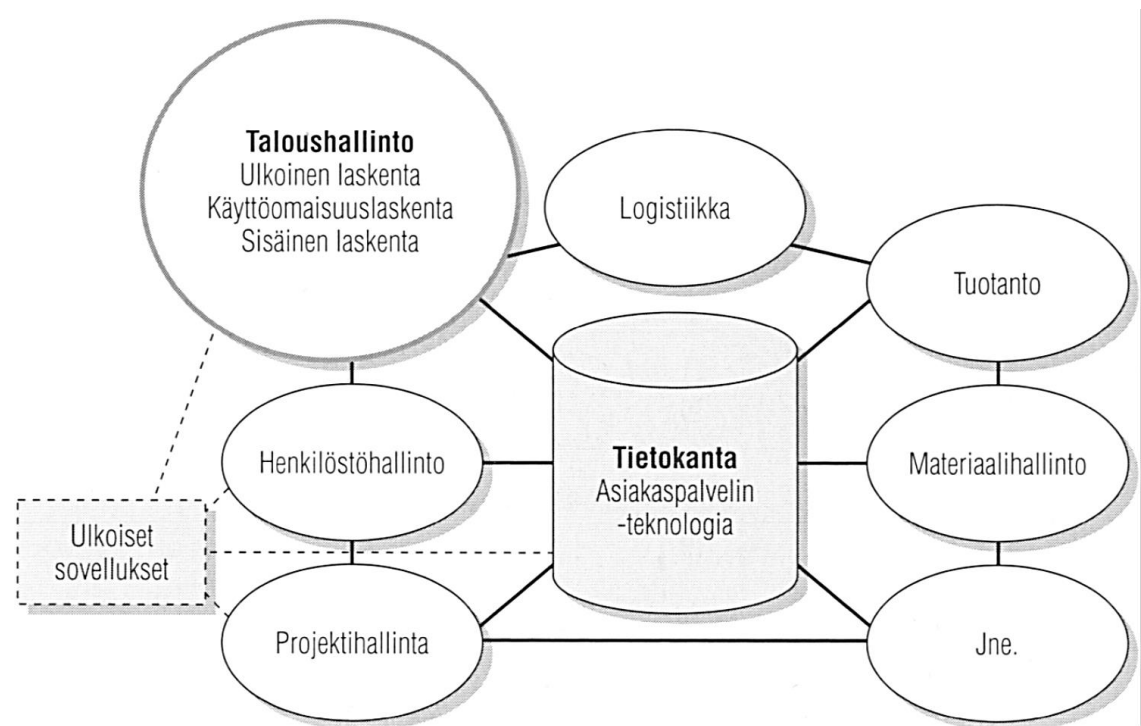 Taloushallinto
Ulkoinen laskenta
Käyttöomaisuuslaskenta
Sisäinen laskenta
Logistiikka
Tuotanto
Henkilöstöhallinto
Tietokanta
Asiakaspalvelin
-teknologia
Materiaalihallinto
Ulkoiset
sovellukset
Projektihallinta
Jne.